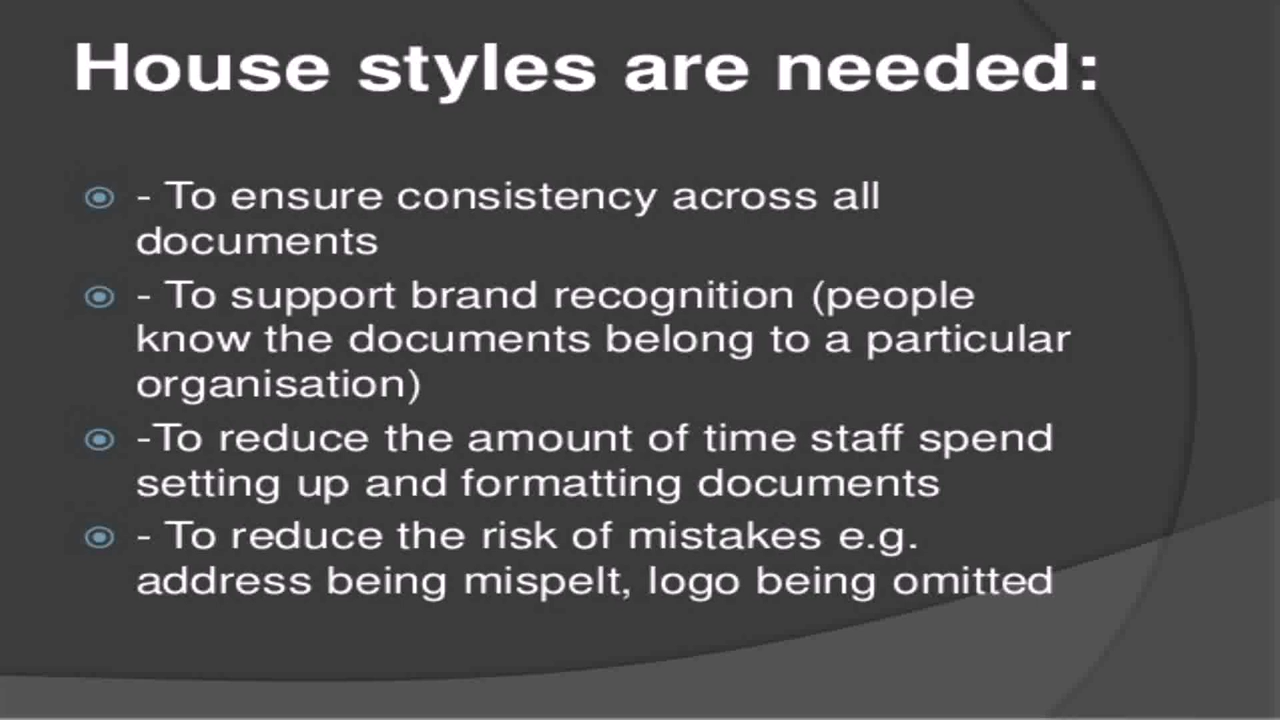 House styles are needed:
- To ensure consistency across all
documents
- To support brand recognition (people
know the documents belong to a particular
organisation)
-To reduce the amount of time staff spend
setting up and formatting documents
- To reduce the risk of mistakes e.g.
address being mispelt, logo being omitted